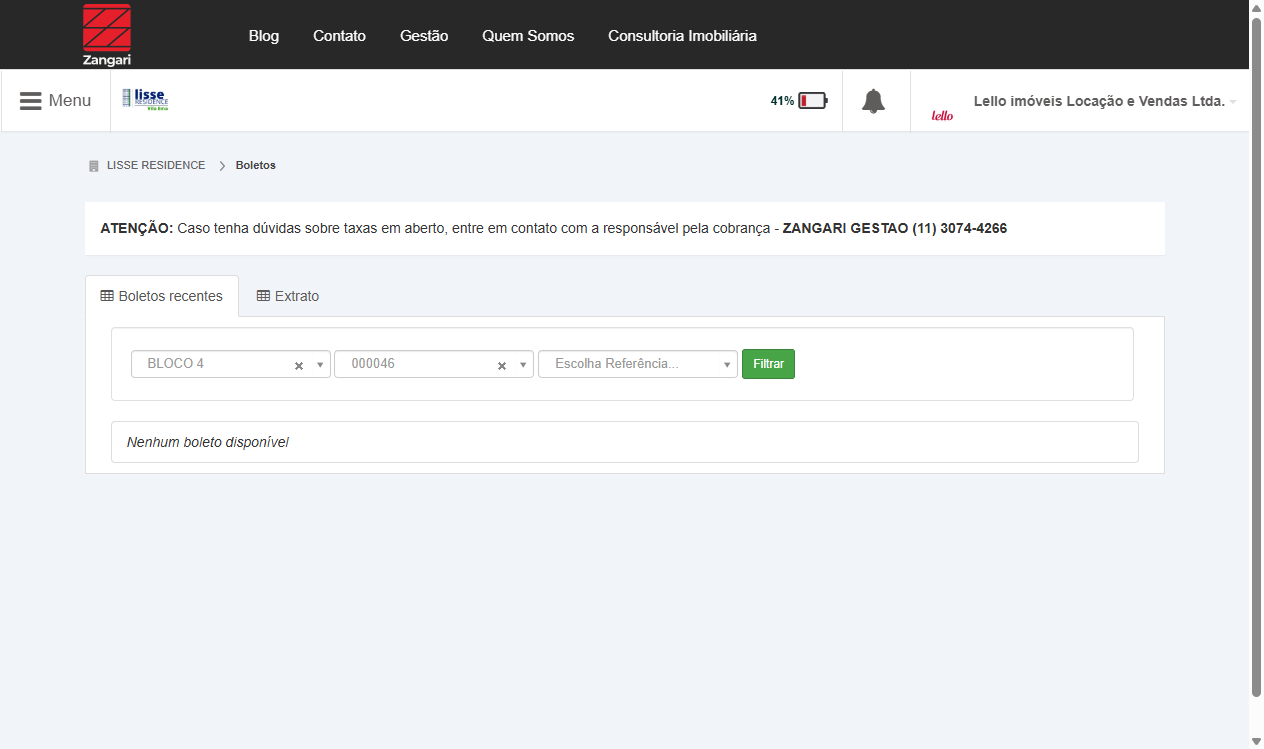 Zangari
Blog Contato Gestão Quem Somos Consultoria Imobiliária
Menu
lisse
RESIDENCE
Vila Ema
41%
lello
Lello imóveis Locação e Vendas Ltda.
LISSE RESIDENCE > Boletos
ATENÇÃO: Caso tenha dúvidas sobre taxas em aberto, entre em contato com a responsável pela cobrança - ZANGARI GESTAO (11) 3074-4266
Boletos recentes Extrato
BLOCO 4 × 000046 × Escolha Referência... Filtrar
Nenhum boleto disponível